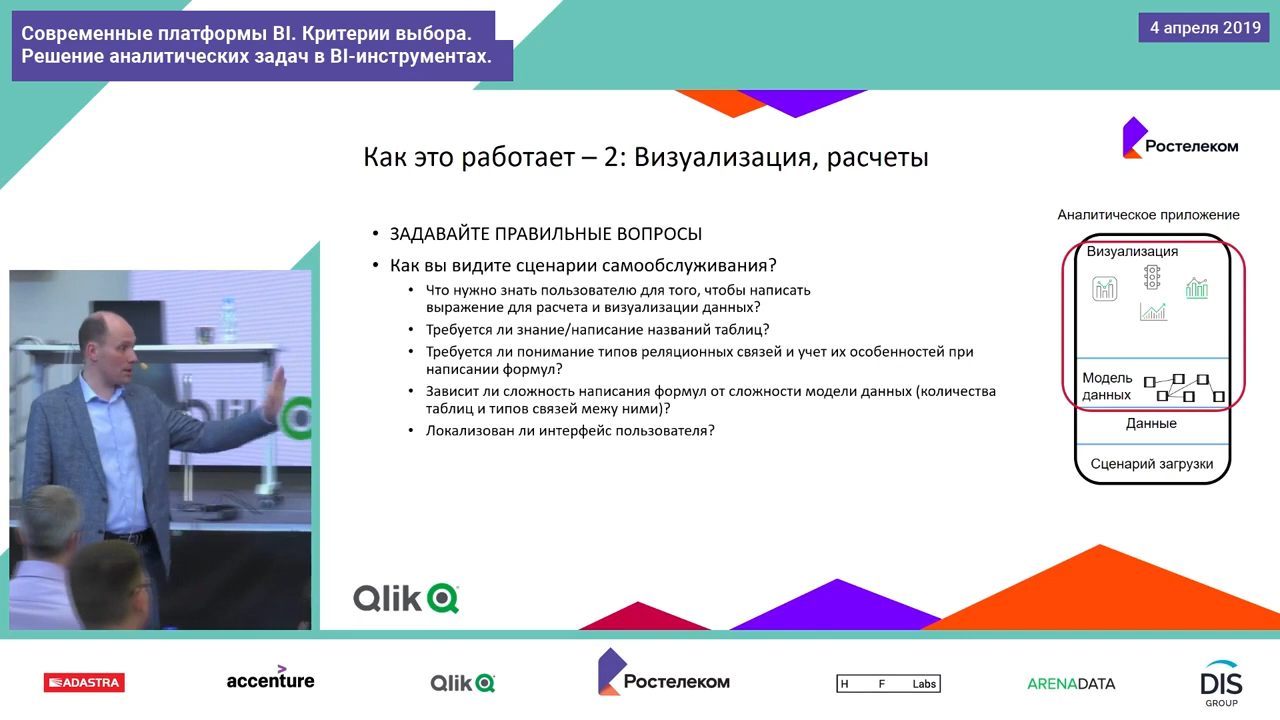 Современные платформы BI. Критерии выбора.
Решение аналитических задач в BI-инструментах.
4 апреля 2019
Как это работает – 2: Визуализация, расчеты
Ростелеком
• ЗАДАВАЙТЕ ПРАВИЛЬНЫЕ ВОПРОСЫ
• Как вы видите сценарии самообслуживания?
• Что нужно знать пользователю для того, чтобы написать
выражение для расчета и визуализации данных?
• Требуется ли знание/написание названий таблиц?
• Требуется ли понимание типов реляционных связей и учет их особенностей при
написании формул?
• Зависит ли сложность написания формул от сложности модели данных (количества
таблиц и типов связей межу ними)?
• Локализован ли интерфейс пользователя?
Аналитическое приложение
Визуализация
Модель
данных
Данные
Сценарий загрузки
Qlik
Qlik
ADASTRA
accenture
Qlik
Ростелеком
H F Labs
ARENADATA
DIS
GROUP